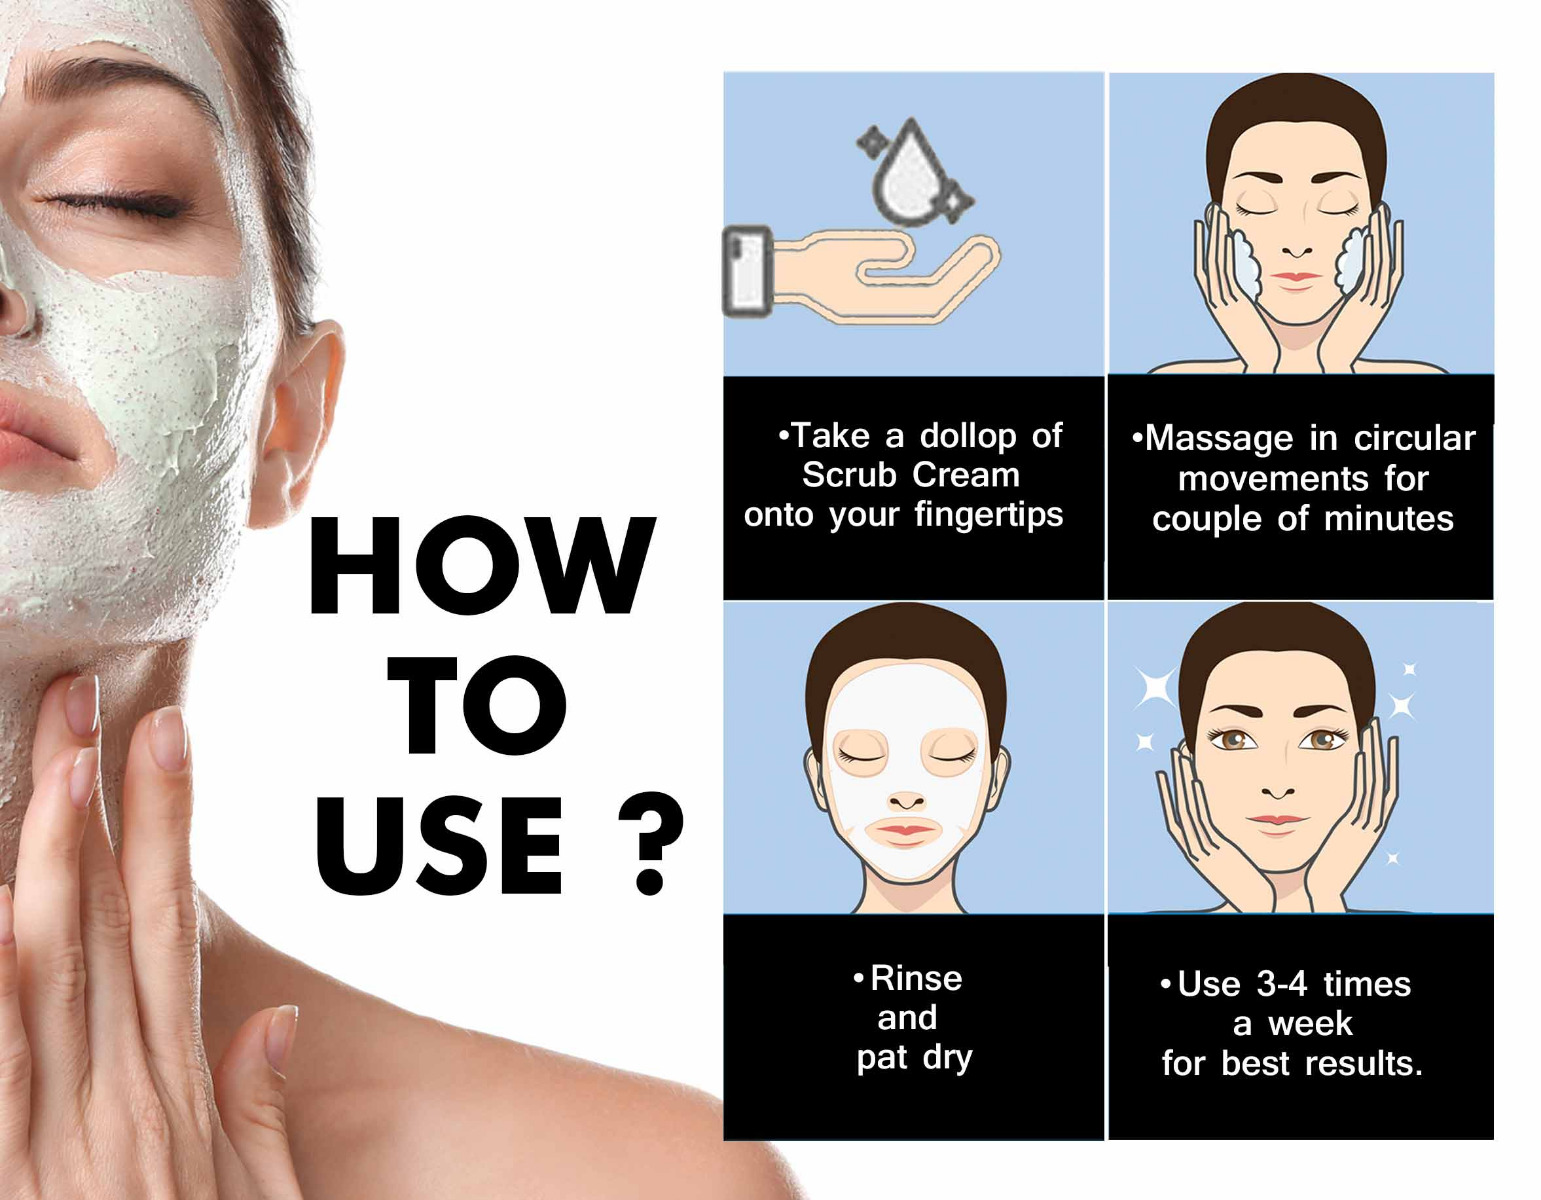 HOW
TO
USE ?
•Take a dollop of
Scrub Cream
onto your fingertips
•Massage in circular
movements for
couple of minutes
•Rinse
and
pat dry
•Use 3-4 times
a week
for best results.